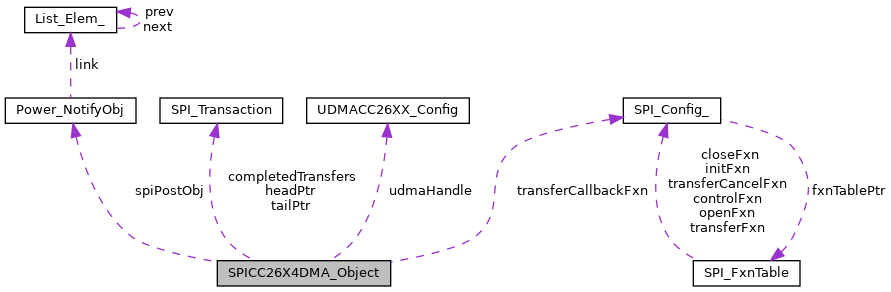 List_Elem_
prev
next
link
Power_NotifyObj
SPI_Transaction
UDMACC26XX_Config
SPI_Config_
spiPostObj
completedTransfers
headPtr
tailPtr
udmaHandle
transferCallbackFxn
closeFxn
initFxn
transferCancelFxn
controlFxn
openFxn
transferFxn
fxnTablePtr
SPICC26X4DMA_Object
SPI_FxnTable